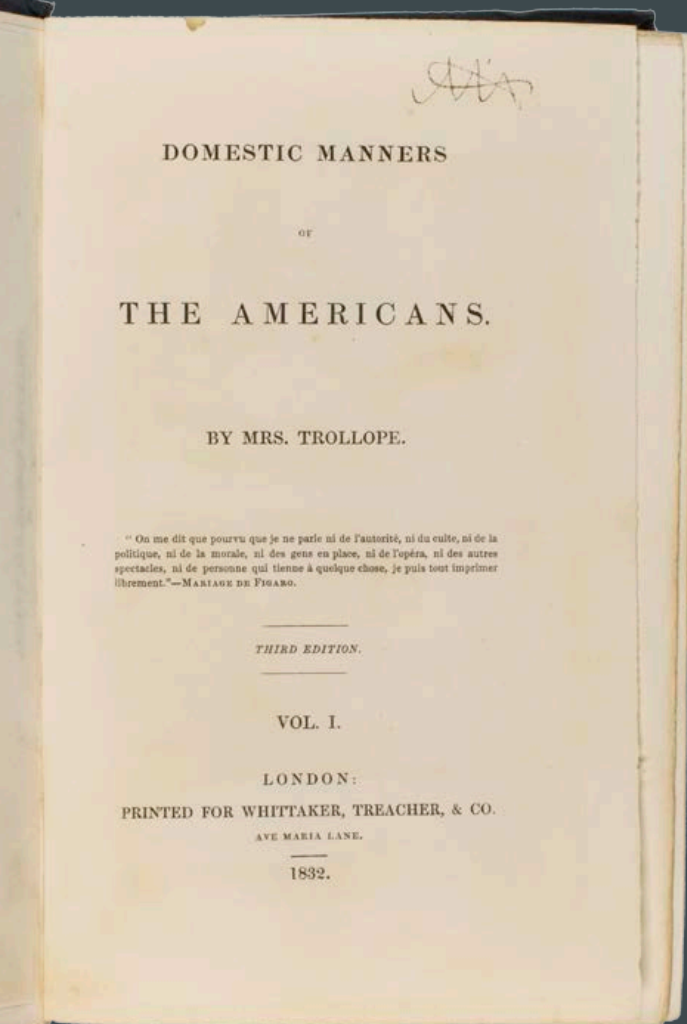 DOMESTIC MANNERS
OF
THE AMERICANS.
BY MRS. TROLLOPE.
" On me dit que pourvu que je ne parle ni de l'autorité, ni du culte, ni de la
politique, ni de la morale, ni des gens en place, ni de l'opéra, ni des autres
spectacles, ni de personne qui tienne à quelque chose, je puis tout imprimer
librement."—MARIAGE DE FIGARO.
THIRD EDITION.
VOL. I.
LONDON:
PRINTED FOR WHITTAKER, TREACHER, & CO.
AVE MARIA LANE.
1832.